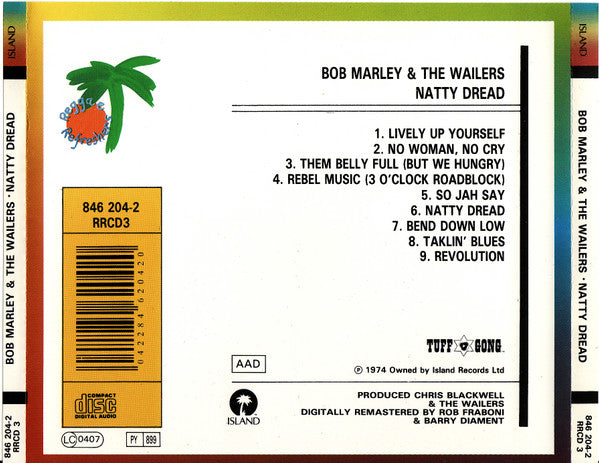 ISLAND
BOB MARLEY & THE WAILERS · NATTY DREAD
846 204-2
RRCD 3
Reggae
Refreshers
846 204-2
RRCD3
042284620420
COMPACT
disc
DIGITAL AUDIO
LC 0407
PY 899
BOB MARLEY & THE WAILERS
NATTY DREAD
1. LIVELY UP YOURSELF
2. NO WOMAN, NO CRY
3. THEM BELLY FULL (BUT WE HUNGRY)
4. REBEL MUSIC (3 O'CLOCK ROADBLOCK)
5. SO JAH SAY
6. NATTY DREAD
7. BEND DOWN LOW
8. TAKLIN' BLUES
9. REVOLUTION
TUFF GONG
AAD
℗ 1974 Owned by Island Records Ltd
ISLAND
PRODUCED CHRIS BLACKWELL
& THE WAILERS
DIGITALLY REMASTERED BY ROB FRABONI
& BARRY DIAMENT
ISLAND
BOB MARLEY & THE WAILERS · NATTY DREAD
846 204-2
RRCD 3